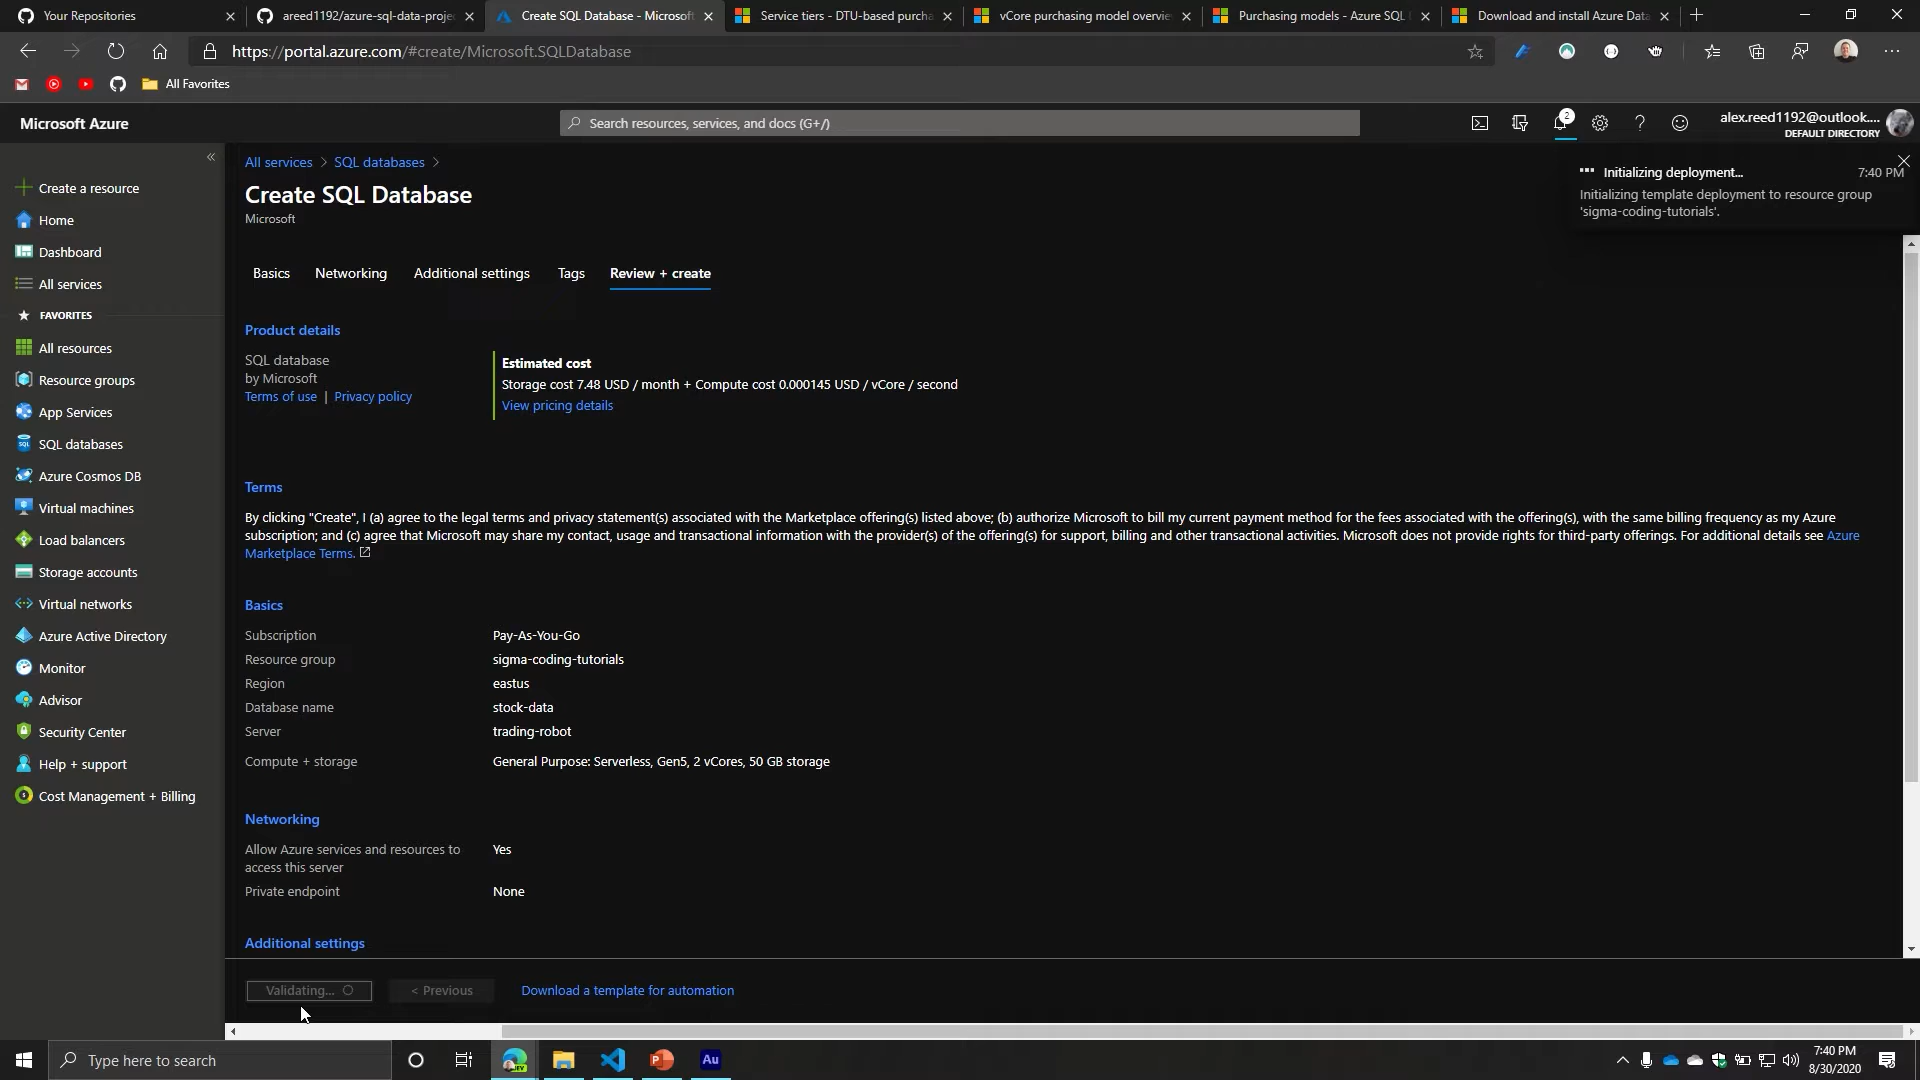 Your Repositories
areed1192/azure-sql-data-proje
Create SQL Database - Microsoft
Service tiers - DTU-based purcha
vCore purchasing model overvie
Purchasing models - Azure SQL
Download and install Azure Data
https://portal.azure.com/#create/Microsoft.SQLDatabase
All Favorites
Microsoft Azure
Search resources, services, and docs (G+/)
2
alex.reed1192@outlook....
DEFAULT DIRECTORY
Create a resource
Home
Dashboard
All services
FAVORITES
All resources
Resource groups
App Services
SQL databases
Azure Cosmos DB
Virtual machines
Load balancers
Storage accounts
Virtual networks
Azure Active Directory
Monitor
Advisor
Security Center
Help + support
Cost Management + Billing
All services > SQL databases >
Create SQL Database
Microsoft
Initializing deployment...
7:40 PM
Initializing template deployment to resource group
'sigma-coding-tutorials'.
Basics Networking Additional settings Tags Review + create
Product details
SQL database
by Microsoft
Terms of use | Privacy policy
Estimated cost
Storage cost 7.48 USD / month + Compute cost 0.000145 USD / vCore / second
View pricing details
Terms
By clicking "Create", I (a) agree to the legal terms and privacy statement(s) associated with the Marketplace offering(s) listed above; (b) authorize Microsoft to bill my current payment method for the fees associated with the offering(s), with the same billing frequency as my Azure
subscription; and (c) agree that Microsoft may share my contact, usage and transactional information with the provider(s) of the offering(s) for support, billing and other transactional activities. Microsoft does not provide rights for third-party offerings. For additional details see Azure
Marketplace Terms.
Basics
Subscription Pay-As-You-Go
Resource group sigma-coding-tutorials
Region eastus
Database name stock-data
Server trading-robot
Compute + storage General Purpose: Serverless, Gen5, 2 vCores, 50 GB storage
Networking
Allow Azure services and resources to Yes
access this server
Private endpoint None
Additional settings
Validating...
< Previous
Download a template for automation
Type here to search
Au
7:40 PM
8/30/2020